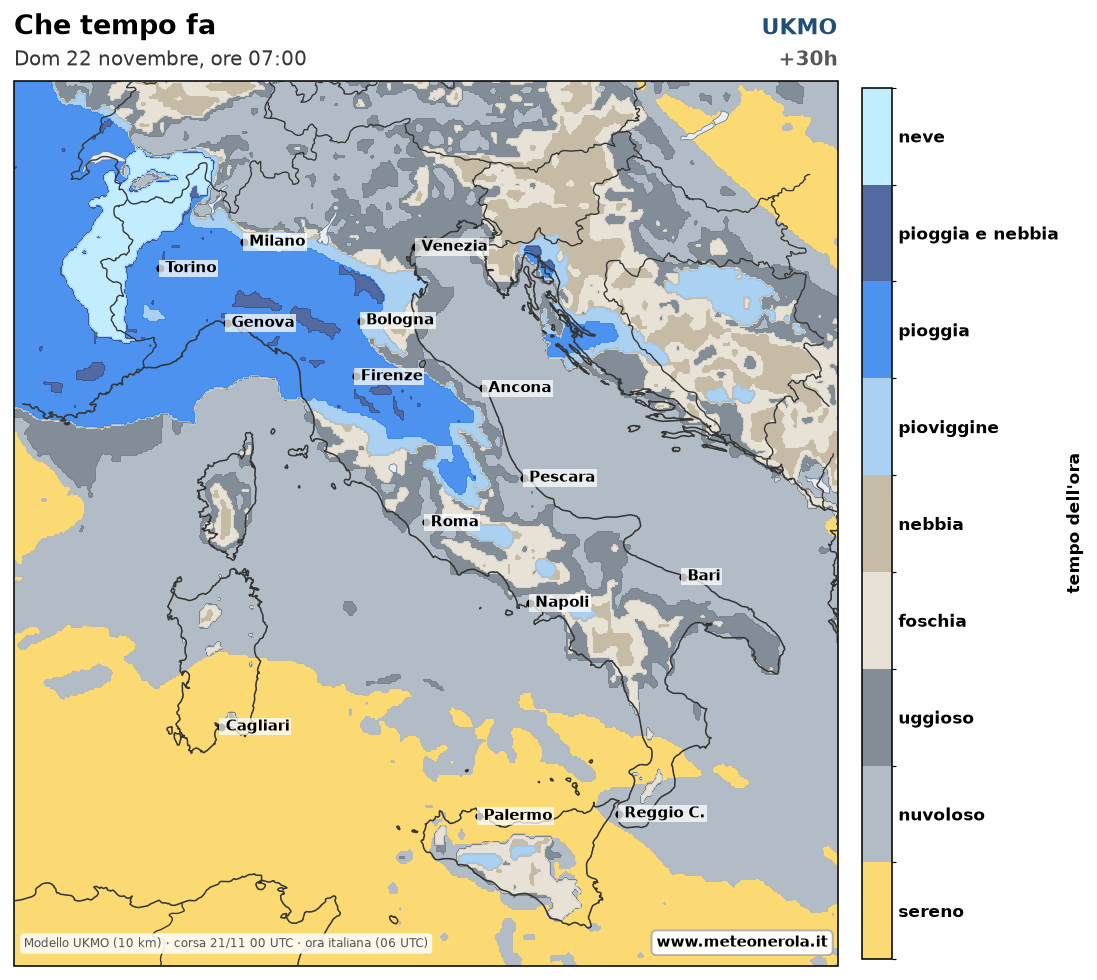 Che tempo fa
UKMO
Dom 22 novembre, ore 07:00
+30h
neve
pioggia e nebbia
pioggia
pioviggine
nebbia
foschia
uggioso
nuvoloso
sereno
tempo dell'ora
Milano
Venezia
Torino
Genova
Bologna
Firenze
Ancona
Pescara
Roma
Bari
Napoli
Cagliari
Palermo
Reggio C.
Modello UKMO (10 km) · corsa 21/11 00 UTC · ora italiana (06 UTC)
www.meteonerola.it